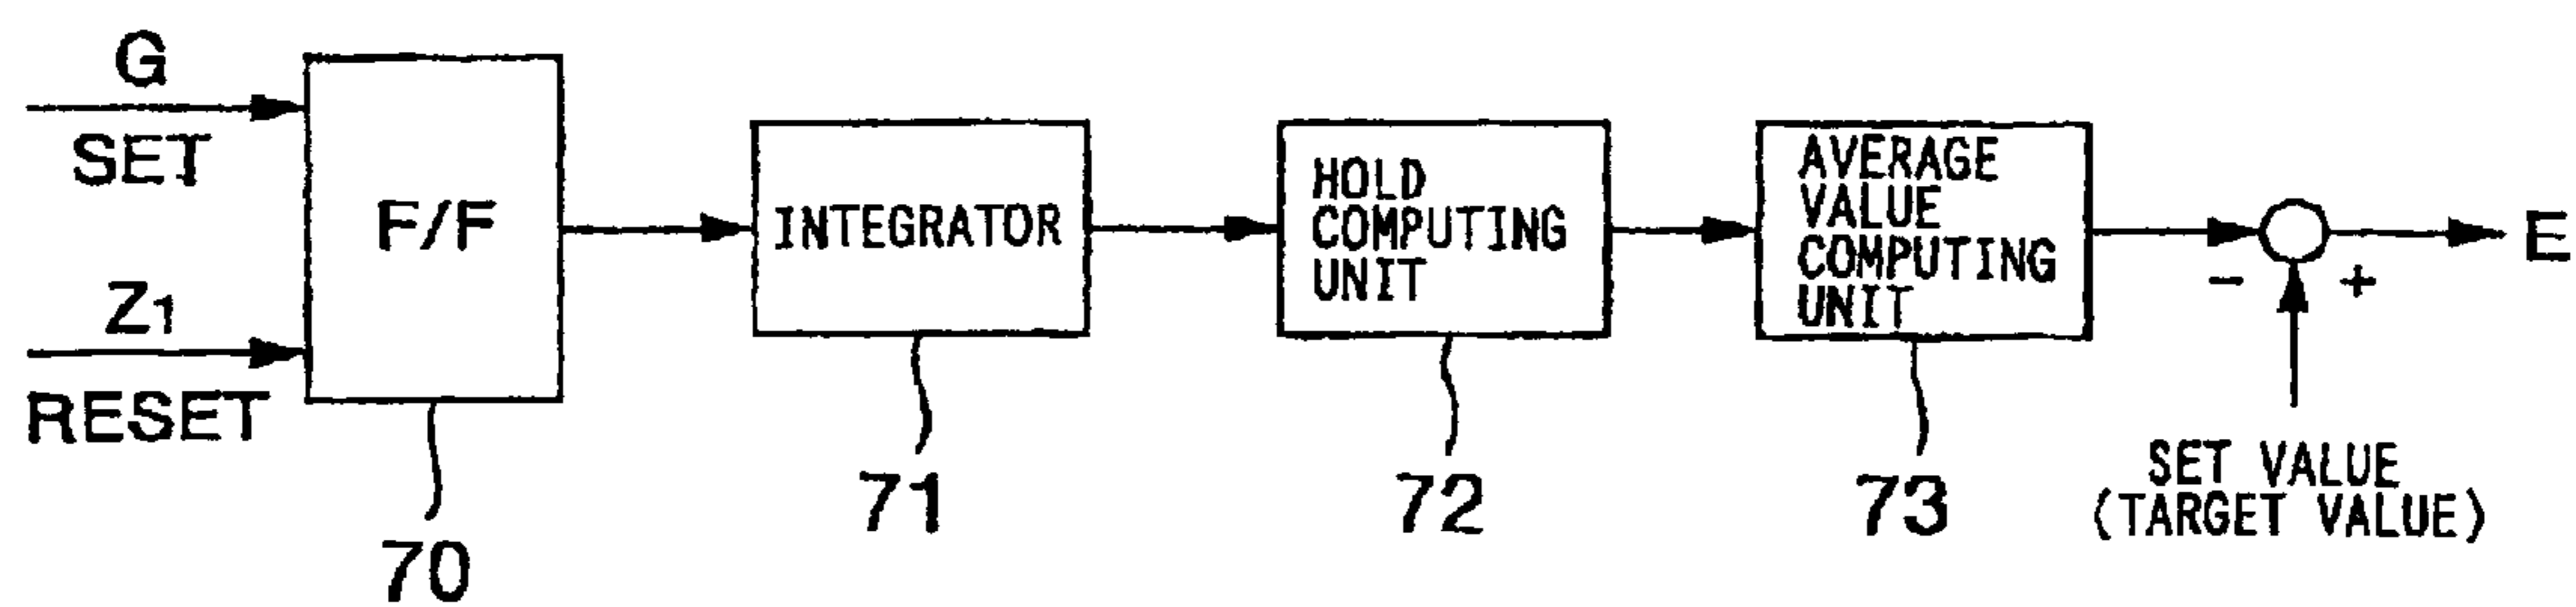 G
SET
Z1
RESET
F/F
70
INTEGRATOR
71
HOLD
COMPUTING
UNIT
72
AVERAGE
VALUE
COMPUTING
UNIT
73
- +
E
SET VALUE
(TARGET VALUE)